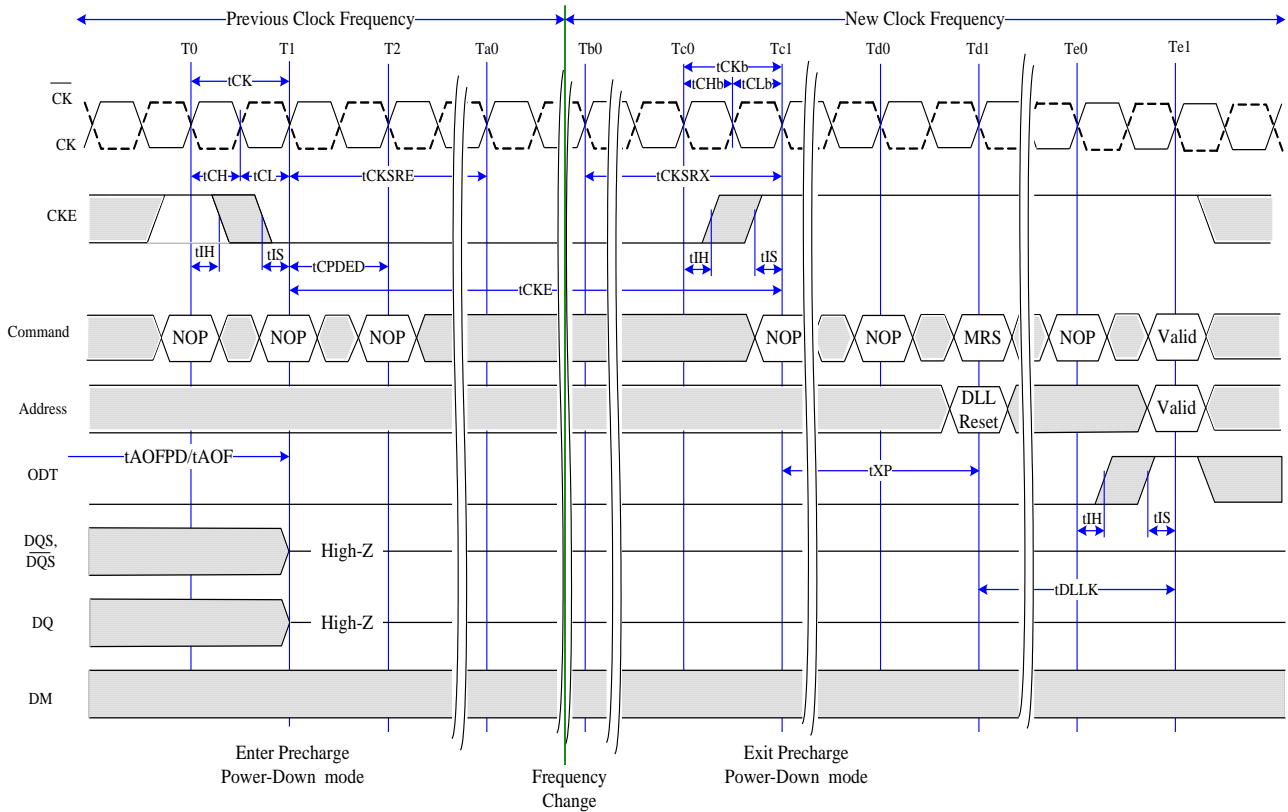 Previous Clock Frequency
New Clock Frequency
T0 T1 T2 Ta0 Tb0 Tc0 Tc1 Td0 Td1 Te0 Te1
tCK
tCKb
tCHb tCLb
CK
CK
tCH tCL tCKSRE tCKSRX
CKE
tIH tIS tCPDED tIH tIS
tCKE
Command NOP NOP NOP NOP NOP MRS NOP Valid
Address DLL Reset Valid
tAOFPD/tAOF
ODT
tXP
tIH tIS
DQS,
DQS
High-Z
tDLLK
DQ High-Z
DM
Enter Precharge
Power-Down mode
Frequency
Change
Exit Precharge
Power-Down mode